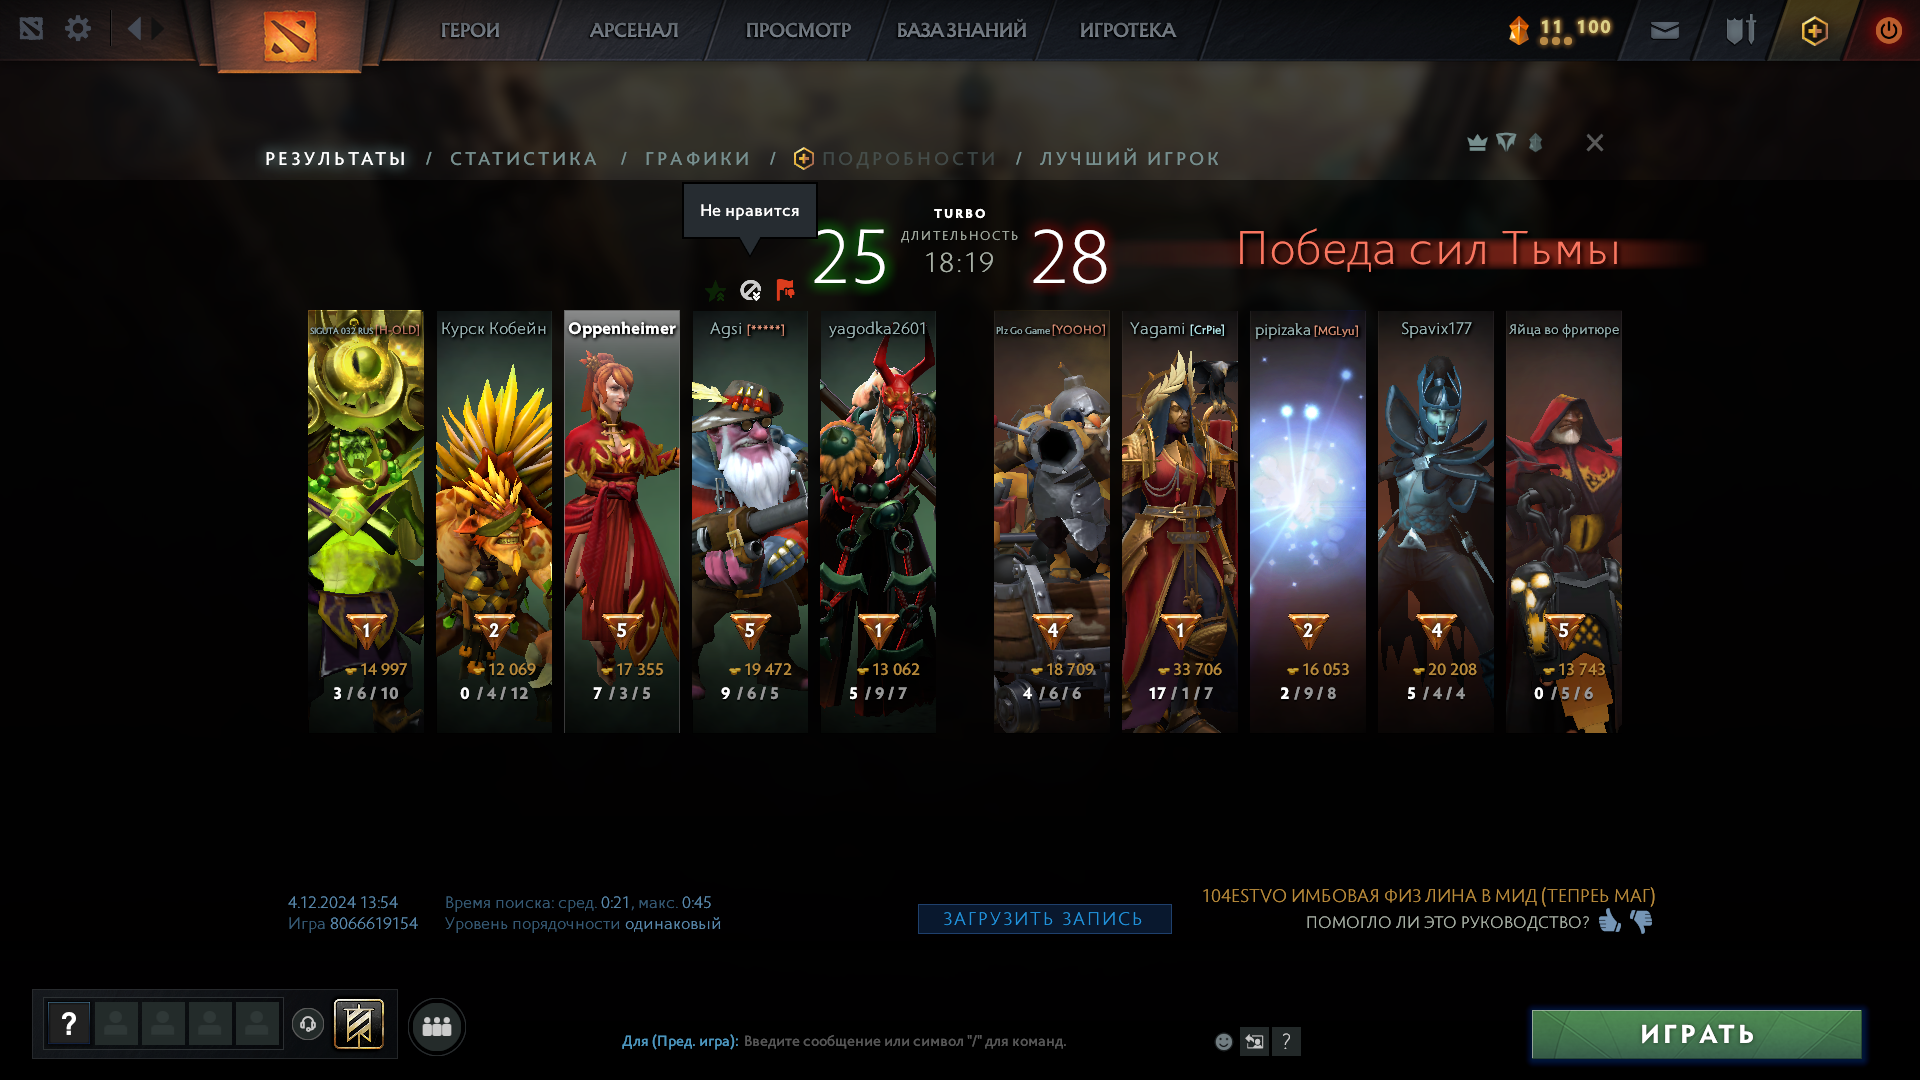 ГЕРОИ
АРСЕНАЛ
ПРОСМОТР
БАЗА ЗНАНИЙ
ИГРОТЕКА
11 100
РЕЗУЛЬТАТЫ / СТАТИСТИКА / ГРАФИКИ / ПОДРОБНОСТИ / ЛУЧШИЙ ИГРОК
Не нравится
25
TURBO
ДЛИТЕЛЬНОСТЬ
18:19
28
Победа сил Тьмы
SIGUTA 032 RUS [H-OLD]
Курск Кобейн
Oppenheimer
Agsi [*****]
yagodka2601
Plz Go Game [YOOHO]
Yagami [CrPie]
pipizaka [MGLyu]
Spavix177
Яйца во фритюре
1 2 5 5 1 4 1 2 4 5
14 997
12 069
17 355
19 472
13 062
18 709
33 706
16 053
20 208
13 743
3 / 6 / 10
0 / 4 / 12
7 / 3 / 5
9 / 6 / 5
5 / 9 / 7
4 / 6 / 6
17 / 1 / 7
2 / 9 / 8
5 / 4 / 4
0 / 5 / 6
4.12.2024 13:54
Игра 8066619154
Время поиска: сред. 0:21, макс. 0:45
Уровень порядочности одинаковый
ЗАГРУЗИТЬ ЗАПИСЬ
104ESTVO ИМБОВАЯ ФИЗ ЛИНА В МИД (ТЕПРЕЬ МАГ)
ПОМОГЛО ЛИ ЭТО РУКОВОДСТВО?
?
Для (Пред. игра): Введите сообщение или символ "/" для команд.
?
ИГРАТЬ